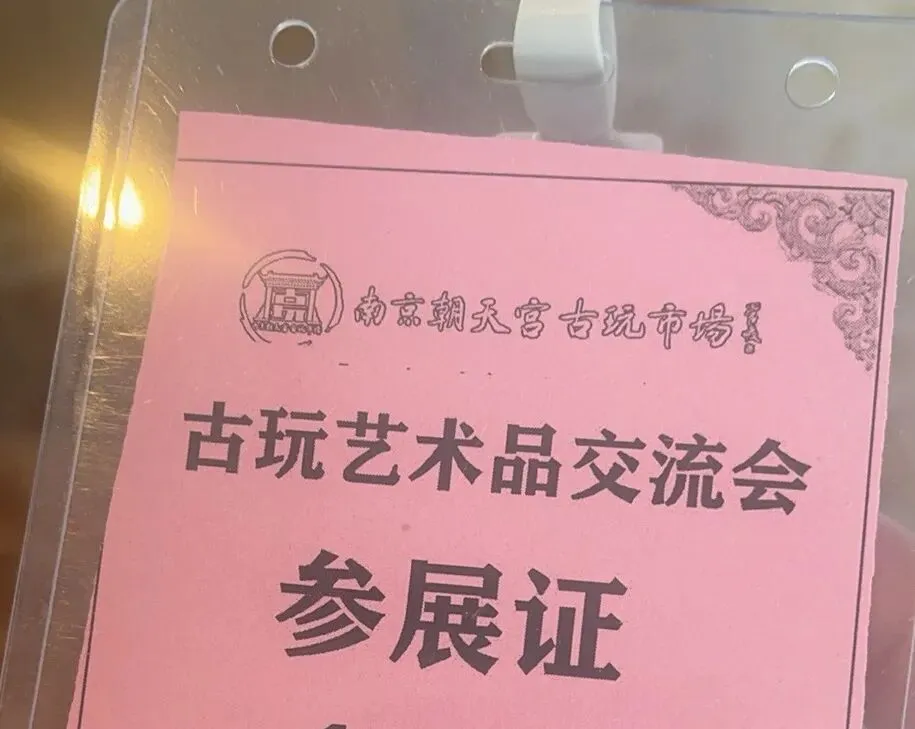 南京朝天宫古玩市場
古玩艺术品交流会
参展证